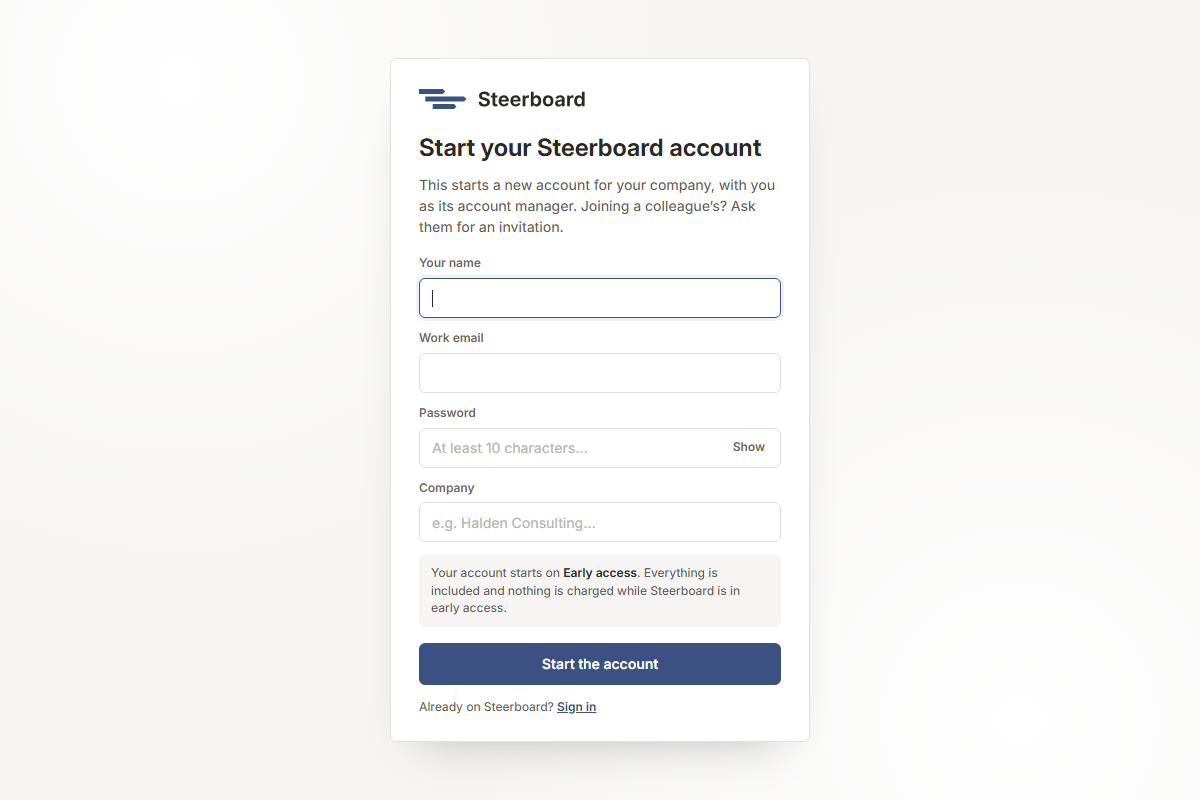 Steerboard
Start your Steerboard account
This starts a new account for your company, with you
as its account manager. Joining a colleague’s? Ask
them for an invitation.
Your name
Work email
Password
At least 10 characters...
Show
Company
e.g. Halden Consulting...
Your account starts on Early access. Everything is
included and nothing is charged while Steerboard is in
early access.
Start the account
Already on Steerboard? Sign in